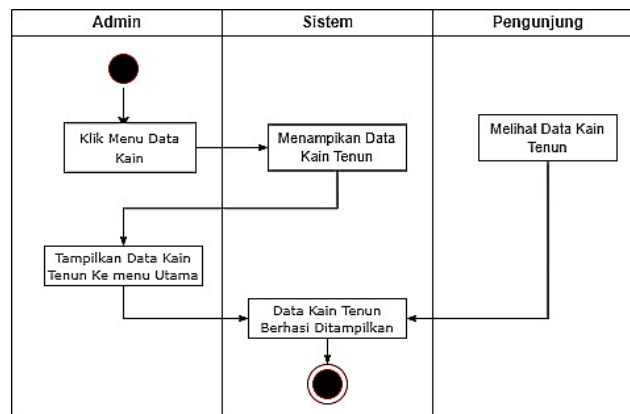 Admin
Sistem
Pengunjung
Klik Menu Data
Kain
Menampikan Data
Kain Tenun
Melihat Data Kain
Tenun
Tampilkan Data Kain
Tenun Ke menu Utama
Data Kain Tenun
Berhasi Ditampilkan